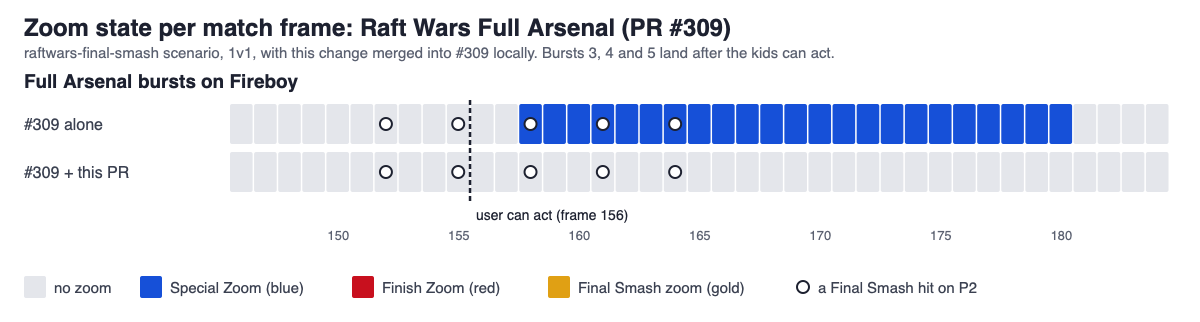 Zoom state per match frame: Raft Wars Full Arsenal (PR #309)
raftwars-final-smash scenario, 1v1, with this change merged into #309 locally. Bursts 3, 4 and 5 land after the kids can act.
Full Arsenal bursts on Fireboy
#309 alone
#309 + this PR
user can act (frame 156)
150 155 160 165 170 175 180
no zoom Special Zoom (blue) Finish Zoom (red) Final Smash zoom (gold) a Final Smash hit on P2